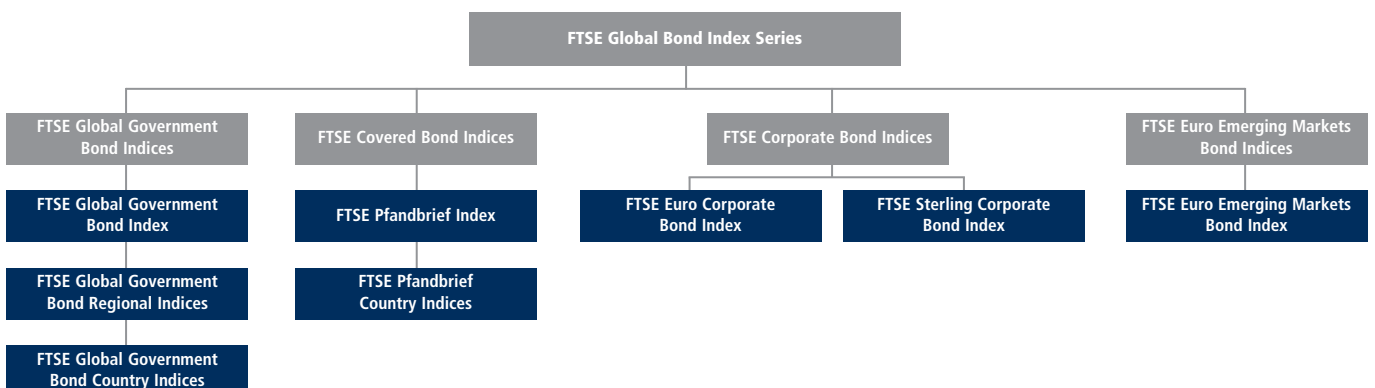 FTSE Global Bond Index Series
FTSE Global Government
Bond Indices
FTSE Covered Bond Indices
FTSE Corporate Bond Indices
FTSE Euro Emerging Markets
Bond Indices
FTSE Global Government
Bond Index
FTSE Pfandbrief Index
FTSE Euro Corporate
Bond Index
FTSE Sterling Corporate
Bond Index
FTSE Euro Emerging Markets
Bond Index
FTSE Global Government
Bond Regional Indices
FTSE Pfandbrief
Country Indices
FTSE Global Government
Bond Country Indices